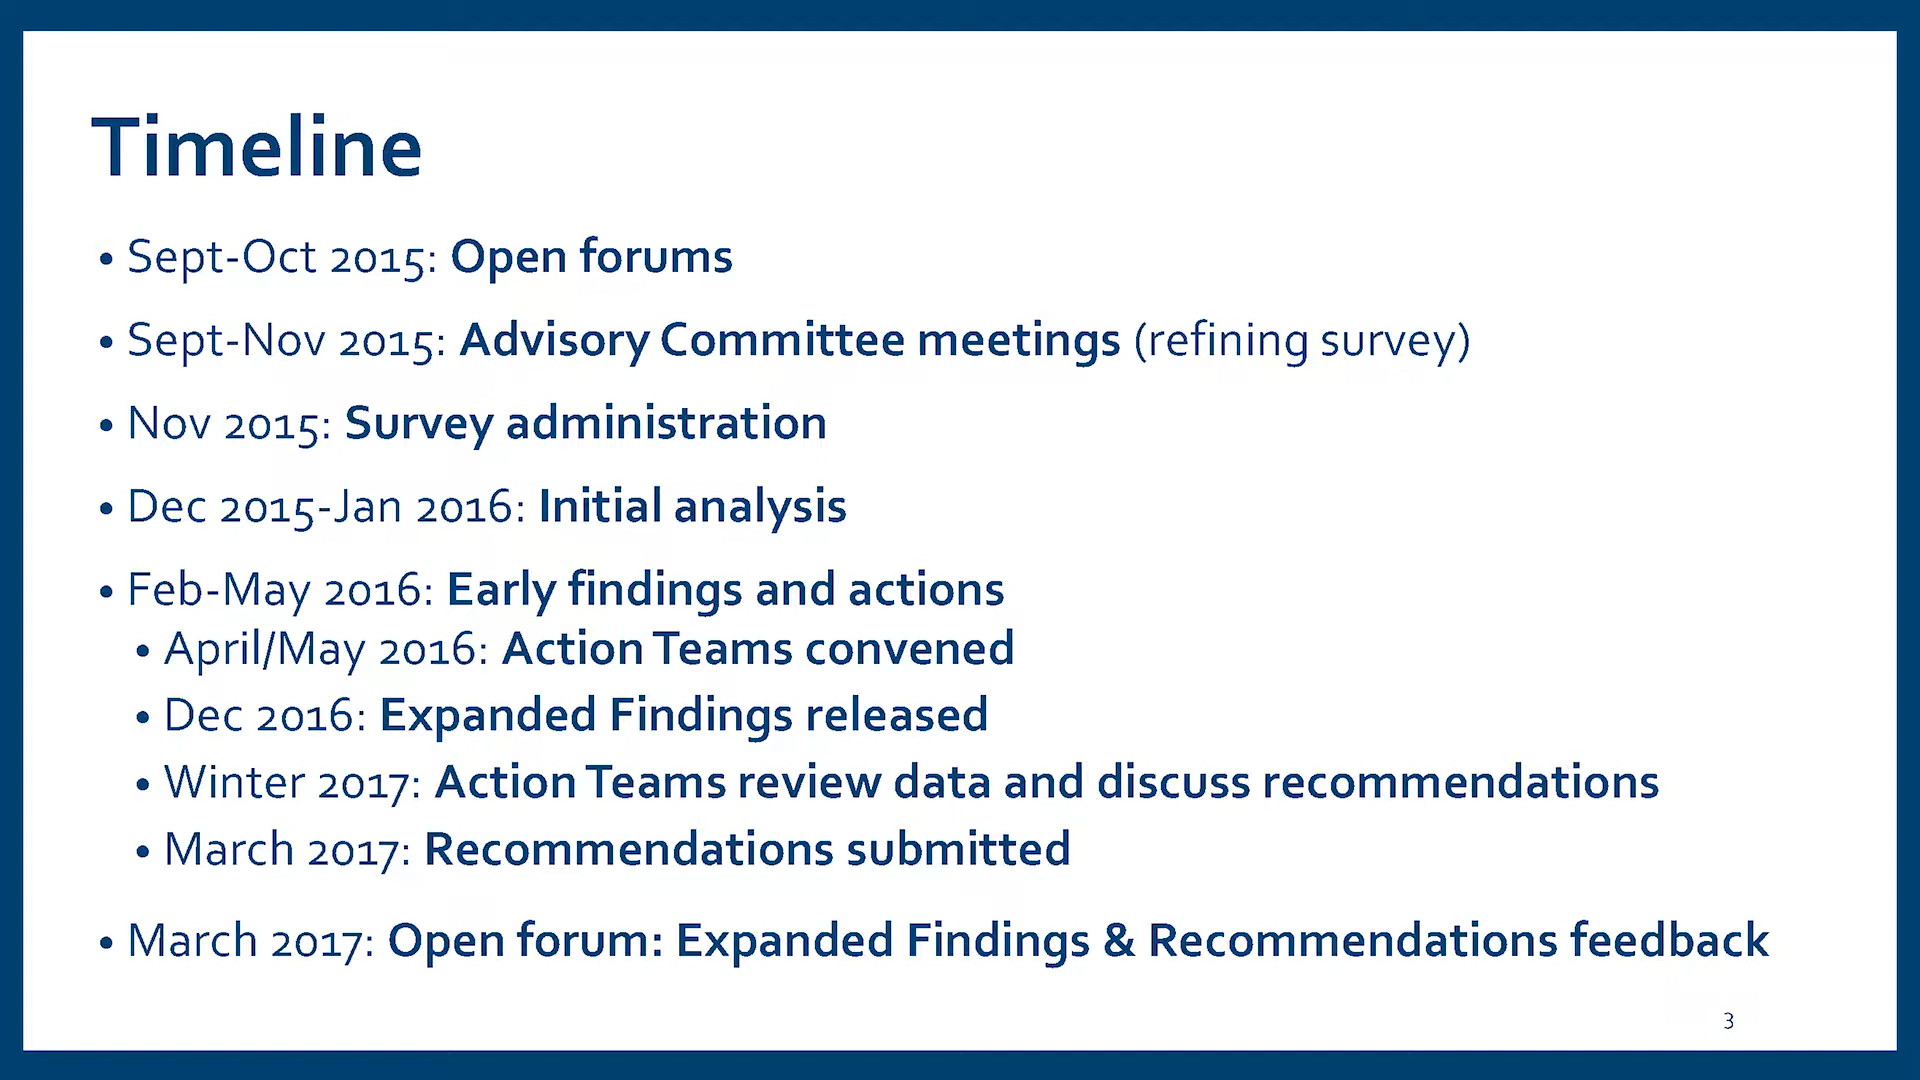 Timeline
• Sept-Oct 2015: Open forums
• Sept-Nov 2015: Advisory Committee meetings (refining survey)
• Nov 2015: Survey administration
• Dec 2015-Jan 2016: Initial analysis
• Feb-May 2016: Early findings and actions
• April/May 2016: Action Teams convened
• Dec 2016: Expanded Findings released
• Winter 2017: Action Teams review data and discuss recommendations
• March 2017: Recommendations submitted
• March 2017: Open forum: Expanded Findings & Recommendations feedback
3